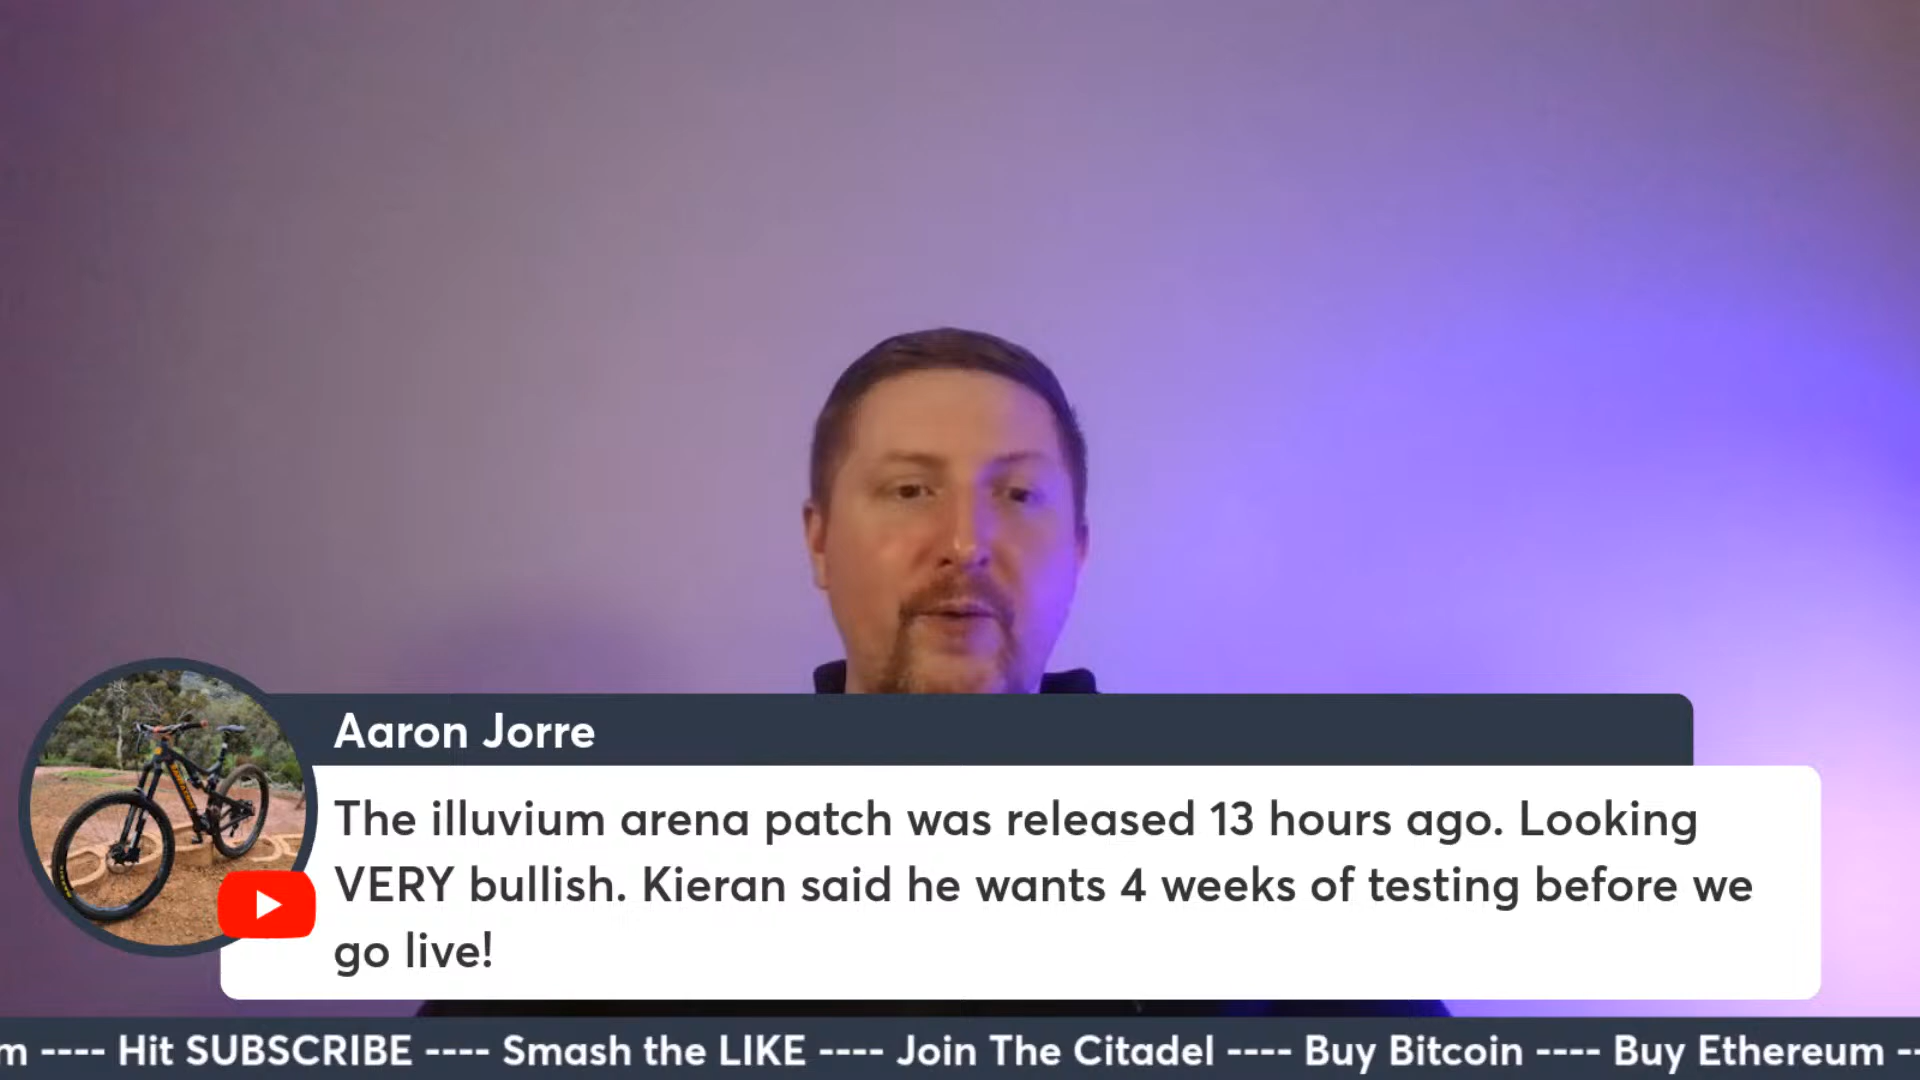 Aaron Jorre
The illuvium arena patch was released 13 hours ago. Looking
VERY bullish. Kieran said he wants 4 weeks of testing before we
go live!
m ---- Hit SUBSCRIBE ---- Smash the LIKE ---- Join The Citadel ---- Buy Bitcoin ---- Buy Ethereum --